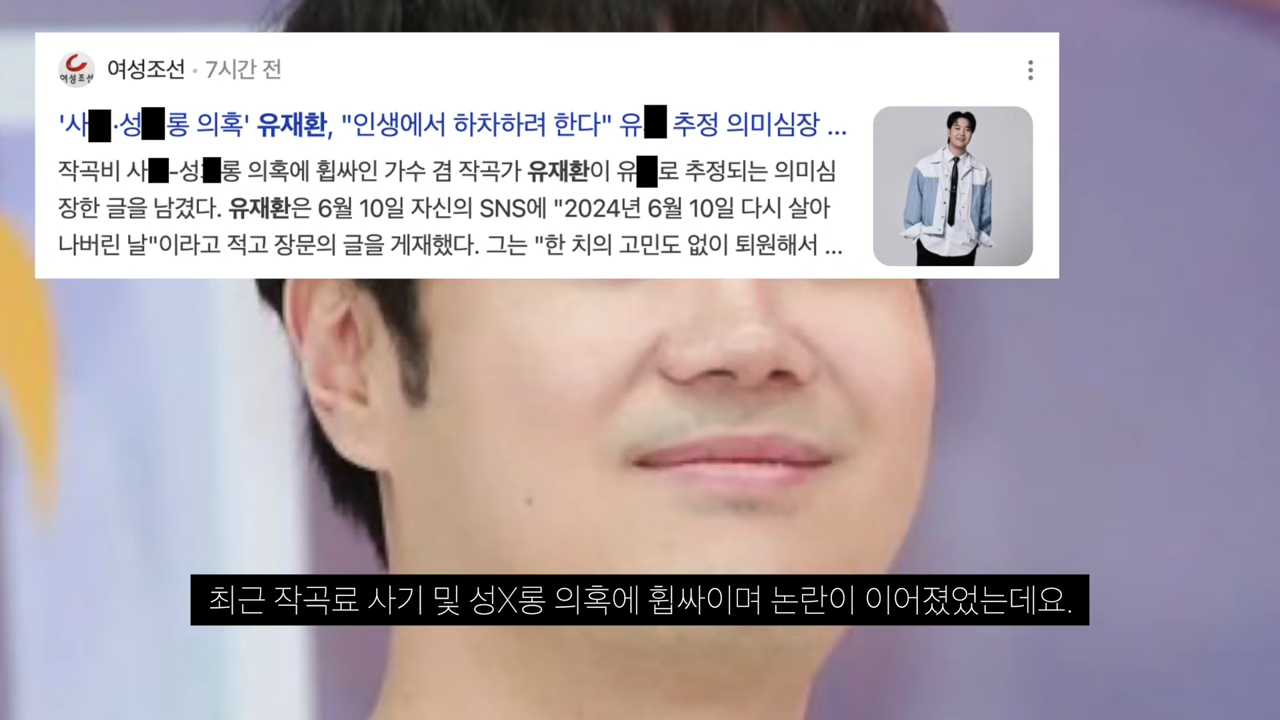 여성조선
여성조선 · 7시간 전
'사■·성■롱 의혹' 유재환, "인생에서 하차하려 한다" 유■ 추정 의미심장 ...
작곡비 사■-성■롱 의혹에 휩싸인 가수 겸 작곡가 유재환이 유■로 추정되는 의미심
장한 글을 남겼다. 유재환은 6월 10일 자신의 SNS에 "2024년 6월 10일 다시 살아
나버린 날"이라고 적고 장문의 글을 게재했다. 그는 "한 치의 고민도 없이 퇴원해서 ...
최근 작곡료 사기 및 성X롱 의혹에 휩싸이며 논란이 이어졌었는데요.